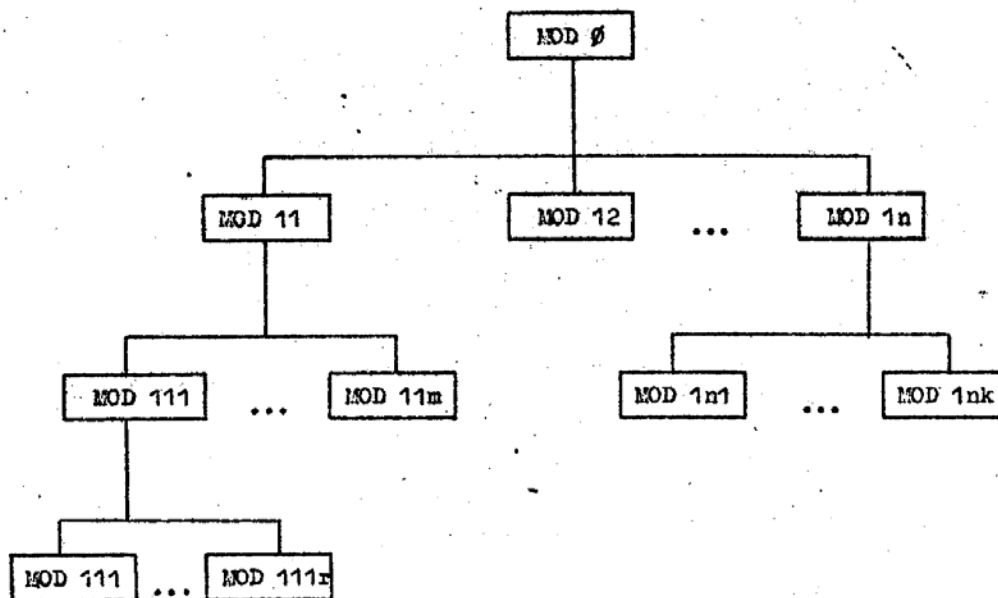 MOD Ø
MOD 11
MOD 12
...
MOD 1n
MOD 111
...
MOD 11m
MOD 1n1
...
MOD 1nk
MOD 111
...
MOD 111r